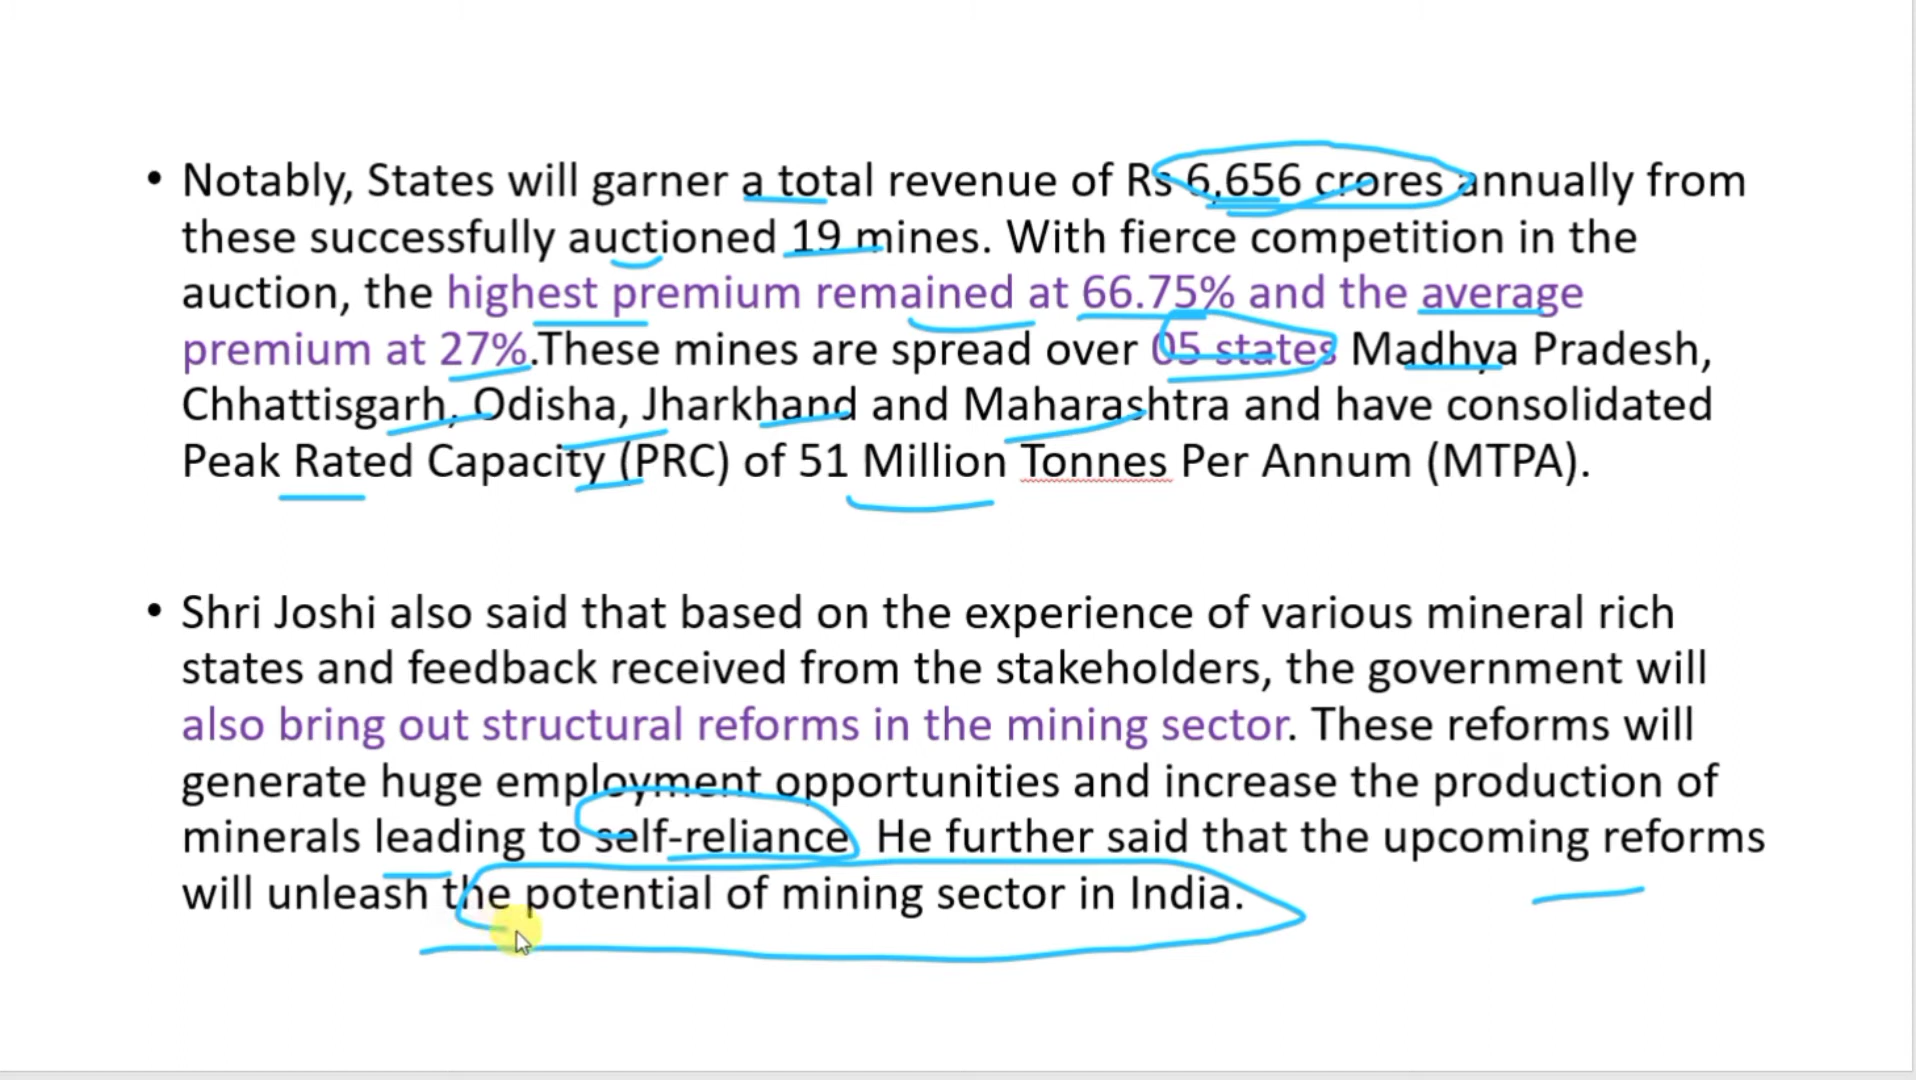 • Notably, States will garner a total revenue of Rs 6,656 crores annually from
these successfully auctioned 19 mines. With fierce competition in the
auction, the highest premium remained at 66.75% and the average
premium at 27%.These mines are spread over 05 states Madhya Pradesh,
Chhattisgarh, Odisha, Jharkhand and Maharashtra and have consolidated
Peak Rated Capacity (PRC) of 51 Million Tonnes Per Annum (MTPA).
• Shri Joshi also said that based on the experience of various mineral rich
states and feedback received from the stakeholders, the government will
also bring out structural reforms in the mining sector. These reforms will
generate huge employment opportunities and increase the production of
minerals leading to self-reliance. He further said that the upcoming reforms
will unleash the potential of mining sector in India.